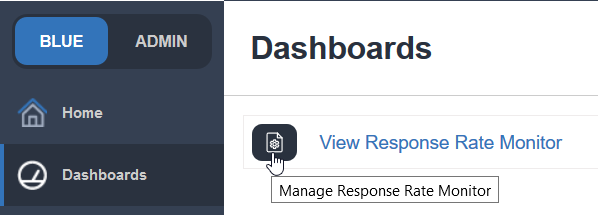 BLUE
ADMIN
Dashboards
Home
View Response Rate Monitor
Dashboards
Manage Response Rate Monitor